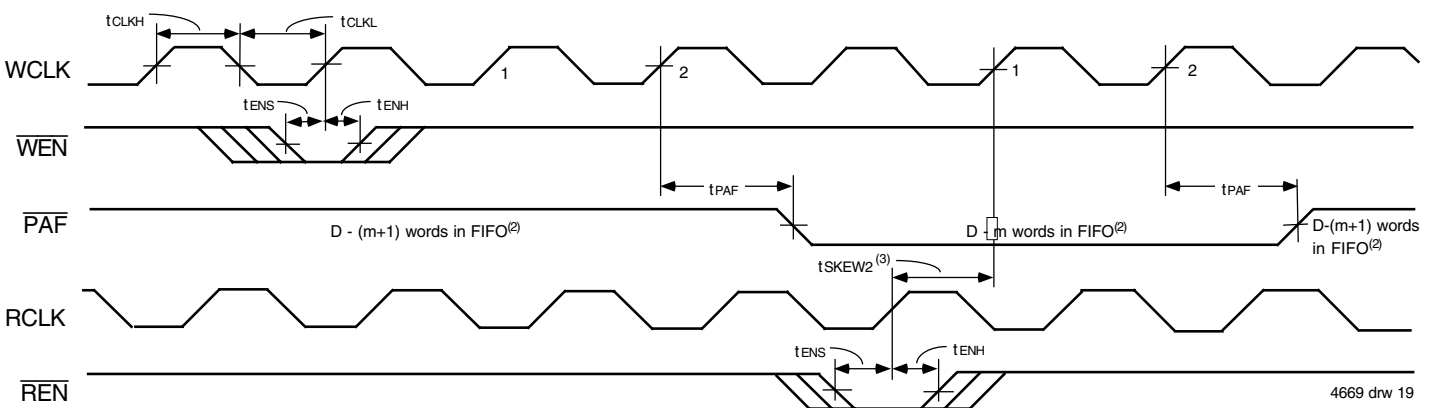 tCLKH tCLKL
WCLK 1 2 1 2
tENS tENH
WEN
tPAF tPAF
PAF
D - (m+1) words in FIFO(2) D - m words in FIFO(2) D-(m+1) words
in FIFO(2)
tSKEW2(3)
RCLK
tENS tENH
REN
4669 drw 19